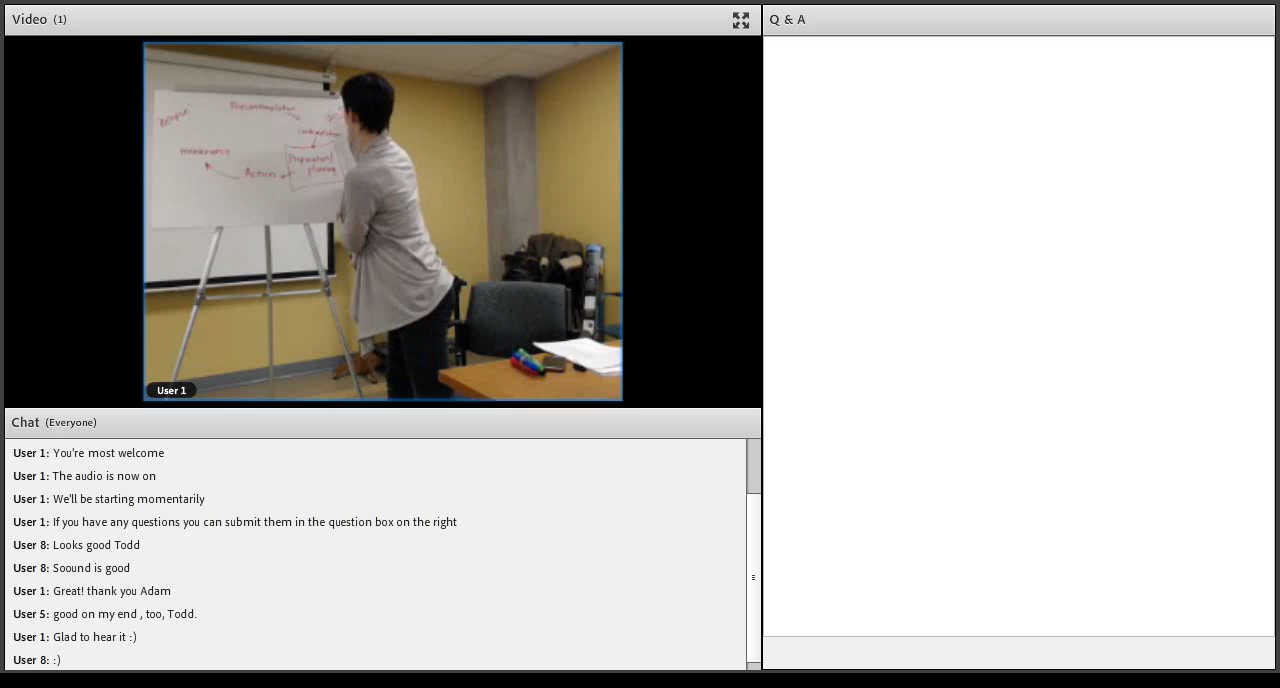 Video (1)
Q & A
Relapse
Precontemplation
Contemplation
Maintenance
Preparation/
planning
Action
User 1
Chat (Everyone)
User 1: You're most welcome
User 1: The audio is now on
User 1: We'll be starting momentarily
User 1: If you have any questions you can submit them in the question box on the right
User 8: Looks good Todd
User 8: Soound is good
User 1: Great! thank you Adam
User 5: good on my end , too, Todd.
User 1: Glad to hear it :)
User 8: :)